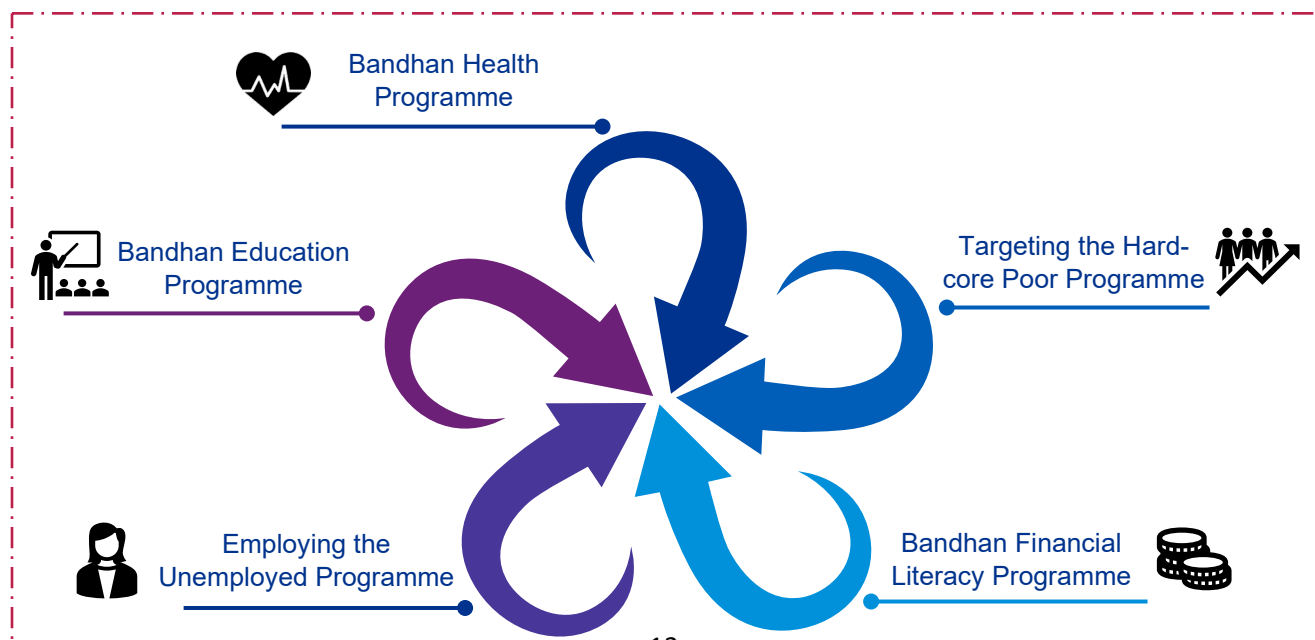 Bandhan Health
Programme
Bandhan Education
Programme
Targeting the Hard-
core Poor Programme
Employing the
Unemployed Programme
Bandhan Financial
Literacy Programme